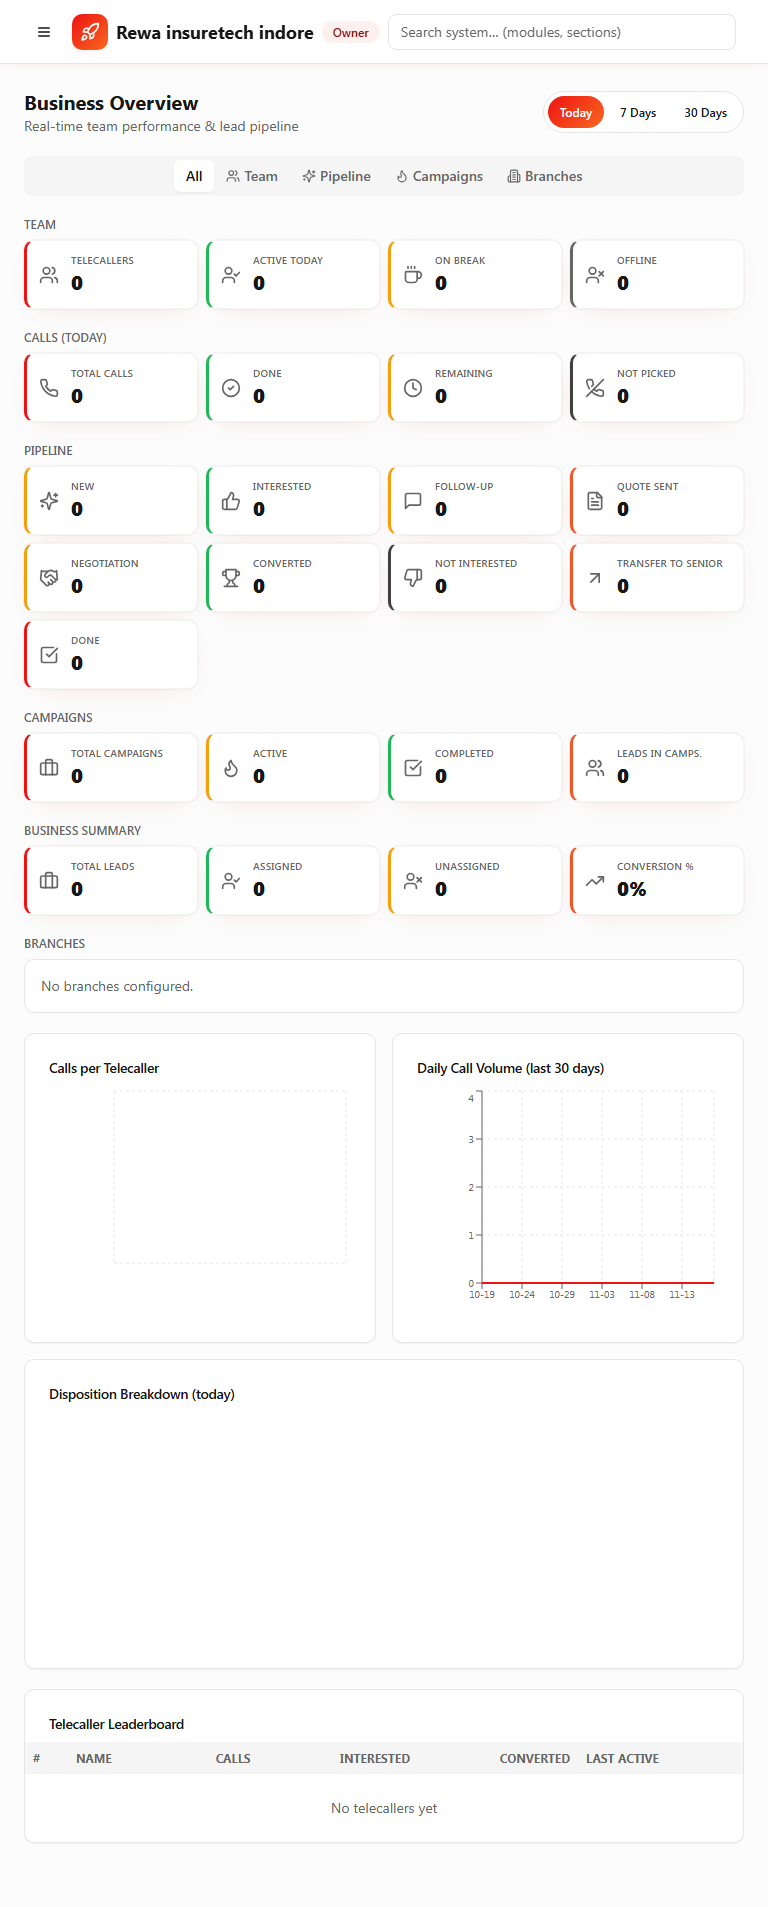 Rewa insuretech indore
Owner
Search system... (modules, sections)
Business Overview
Real-time team performance & lead pipeline
Today 7 Days 30 Days
All Team Pipeline Campaigns Branches
TEAM
TELECALLERS ACTIVE TODAY ON BREAK OFFLINE
0 0 0 0
CALLS (TODAY)
TOTAL CALLS DONE REMAINING NOT PICKED
0 0 0 0
PIPELINE
NEW INTERESTED FOLLOW-UP QUOTE SENT
0 0 0 0
NEGOTIATION CONVERTED NOT INTERESTED TRANSFER TO SENIOR
0 0 0 0
DONE
0
CAMPAIGNS
TOTAL CAMPAIGNS ACTIVE COMPLETED LEADS IN CAMPS.
0 0 0 0
BUSINESS SUMMARY
TOTAL LEADS ASSIGNED UNASSIGNED CONVERSION %
0 0 0 0%
BRANCHES
No branches configured.
Calls per Telecaller
Daily Call Volume (last 30 days)
4
3
2
1
0
10-19 10-24 10-29 11-03 11-08 11-13
Disposition Breakdown (today)
Telecaller Leaderboard
# NAME CALLS INTERESTED CONVERTED LAST ACTIVE
No telecallers yet